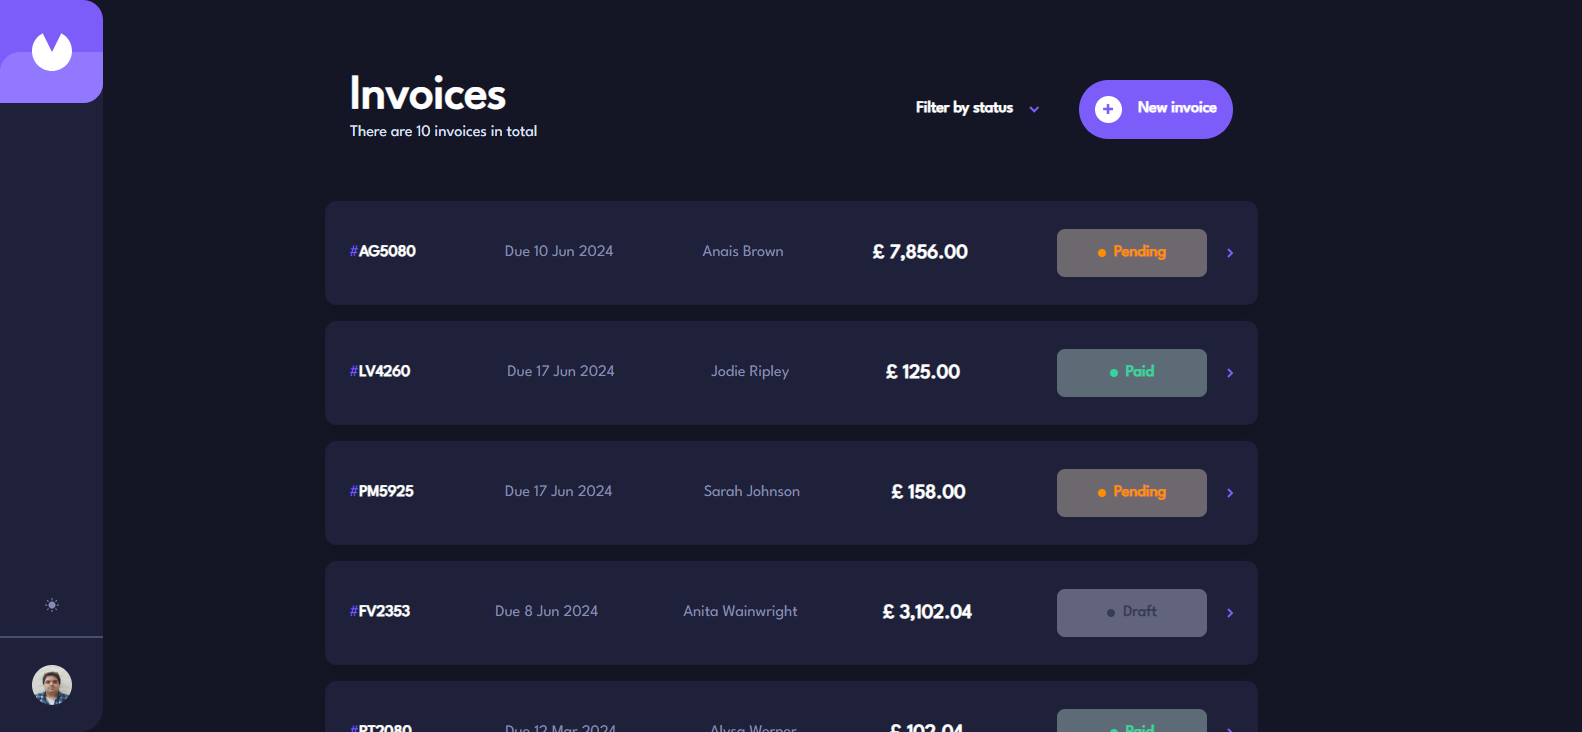 Invoices
There are 10 invoices in total
Filter by status
New invoice
#AG5080 Due 10 Jun 2024 Anais Brown £ 7,856.00 Pending
#LV4260 Due 17 Jun 2024 Jodie Ripley £ 125.00 Paid
#PM5925 Due 17 Jun 2024 Sarah Johnson £ 158.00 Pending
#FV2353 Due 8 Jun 2024 Anita Wainwright £ 3,102.04 Draft
#RT2080 Due 12 Mar 2024 Alysa Werner £ 102.04 Paid